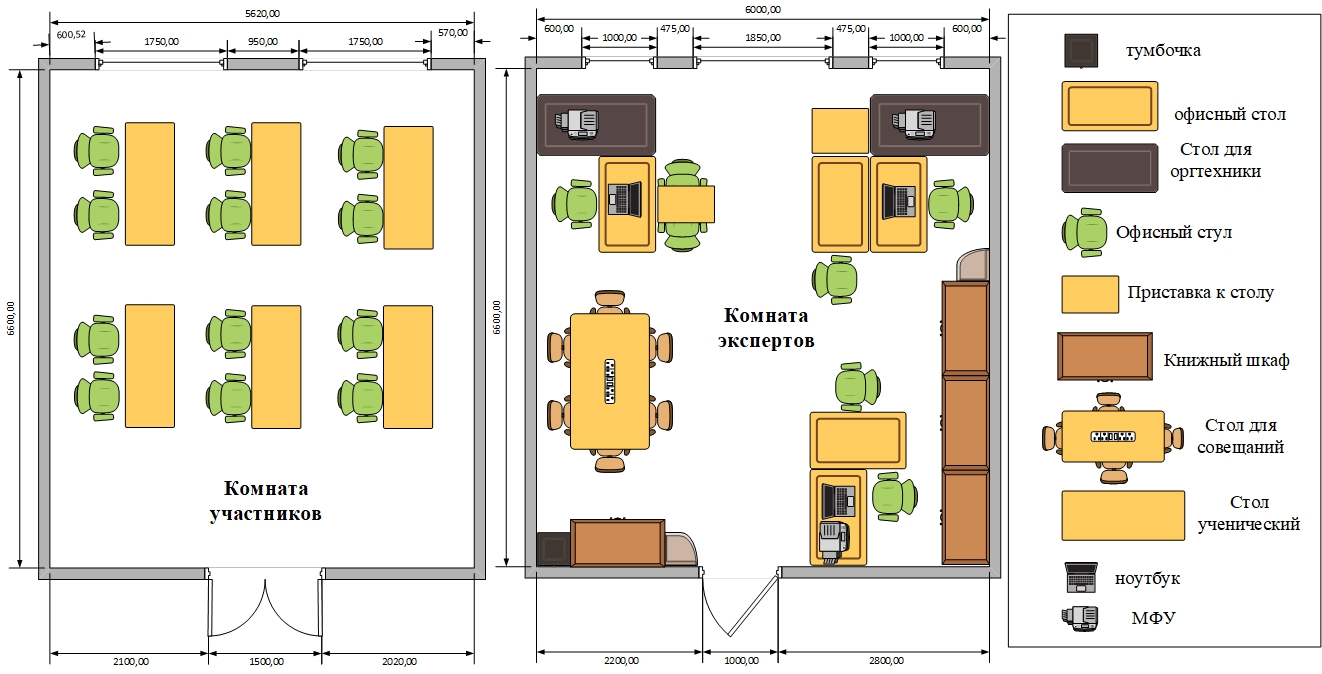 5620,00
600,52
1750,00
950,00
1750,00
570,00
6600,00
Комната
участников
2100,00
1500,00
2020,00
6000,00
600,00
1000,00
475,00
1850,00
475,00
1000,00
600,00
6600,00
Комната
экспертов
2200,00
1000,00
2800,00
тумбочка
офисный стол
Стол для
оргтехники
Офисный стул
Приставка к столу
Книжный шкаф
Стол для
совещаний
Стол
ученический
ноутбук
МФУ